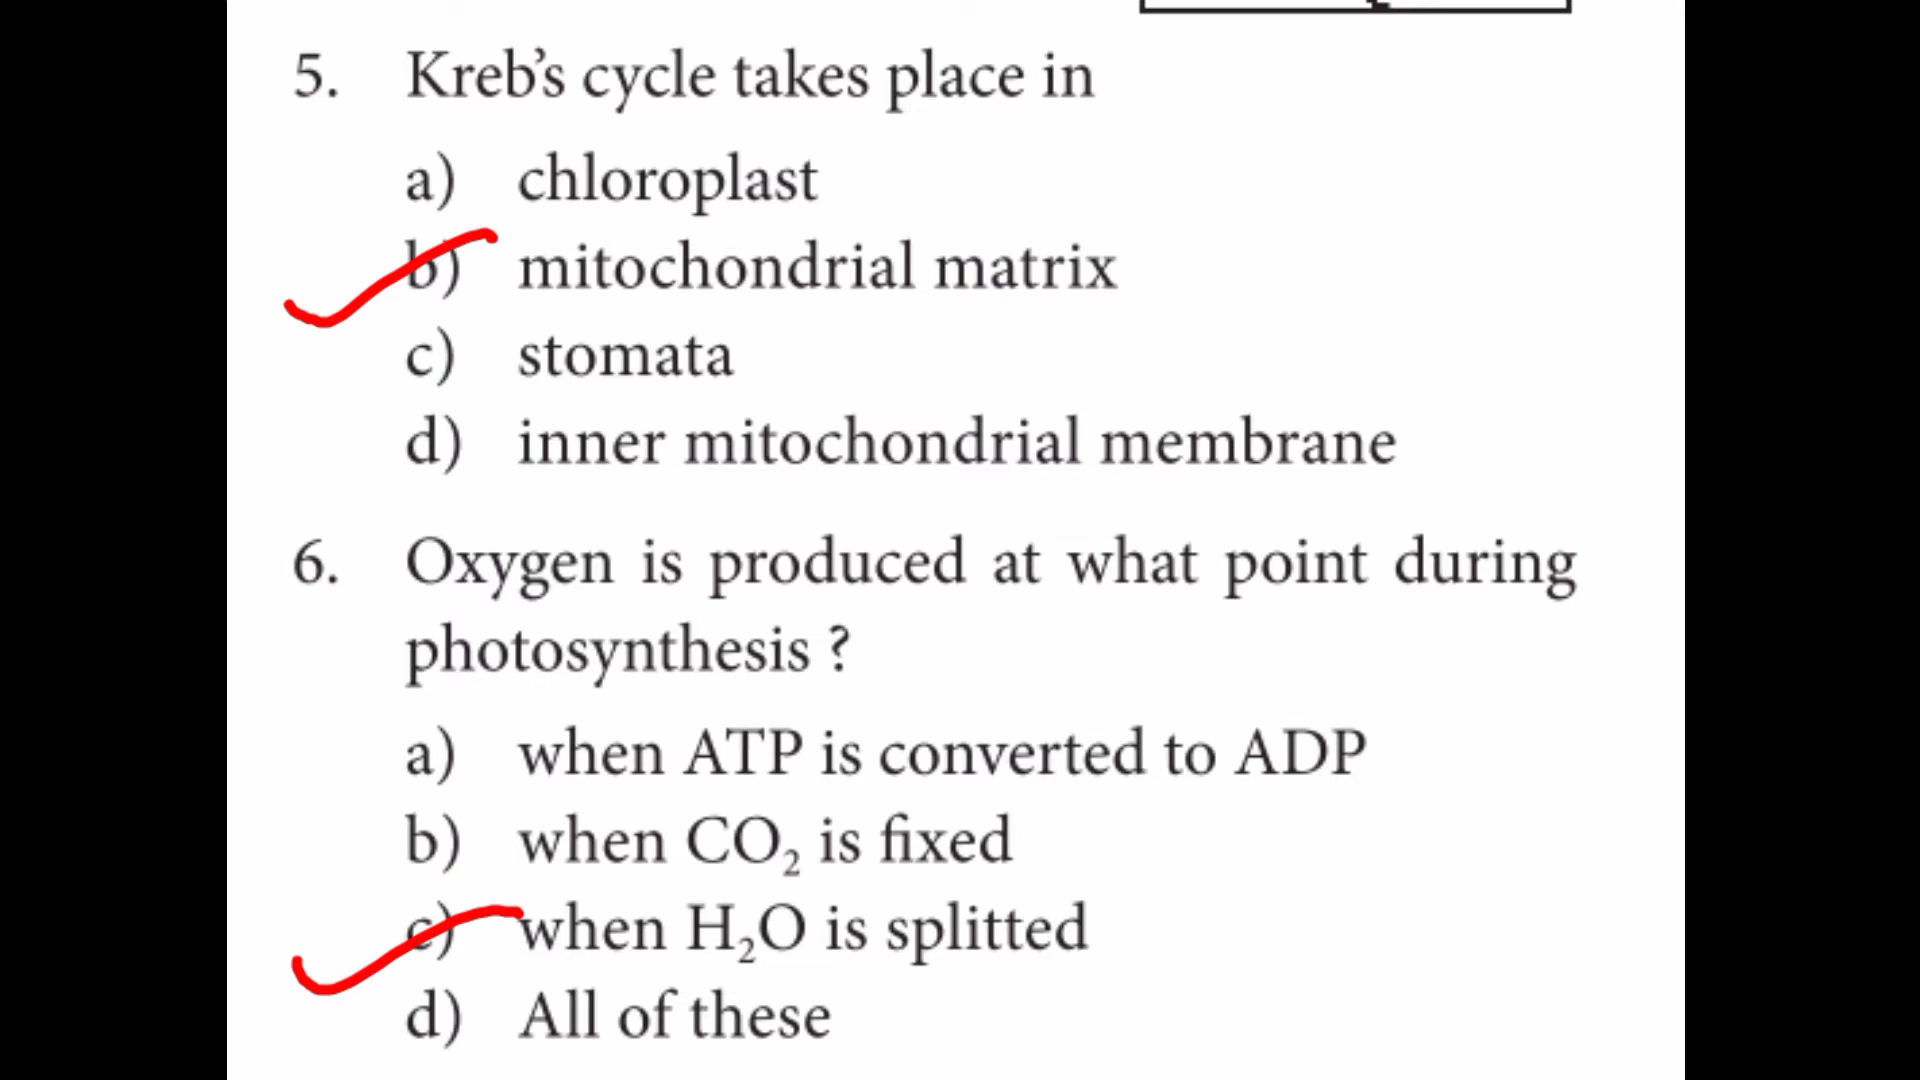 5. Kreb’s cycle takes place in
a) chloroplast
b) mitochondrial matrix
c) stomata
d) inner mitochondrial membrane
6. Oxygen is produced at what point during
photosynthesis ?
a) when ATP is converted to ADP
b) when CO₂ is fixed
c) when H₂O is splitted
d) All of these